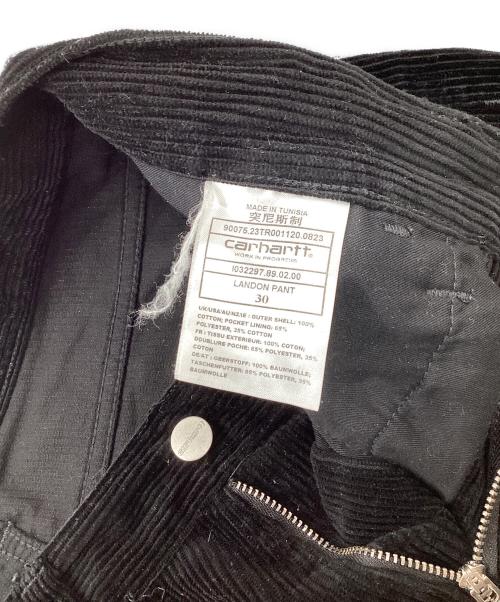 MADE IN TUNISIA
突尼斯制
90075.23TR001120.0823
carhartt
WORK IN PROGRESS
I032297.89.02.00
LANDON PANT
30
UK/USA/AU/NZ/IE : OUTER SHELL: 100%
COTTON; POCKET LINING: 65%
POLYESTER, 35% COTTON
FR : TISSU EXTERIEUR: 100% COTON;
DOUBLURE POCHE: 65% POLYESTER, 35%
COTON
DE/AT : OBERSTOFF: 100% BAUMWOLLE;
TASCHENFUTTER: 65% POLYESTER, 35%
BAUMWOLLE